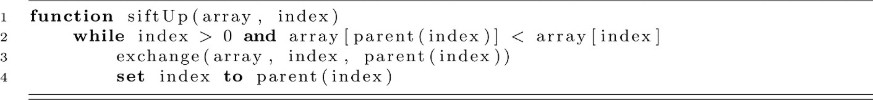 1 function siftUp(array, index)
2 while index > 0 and array[parent(index)] < array[index]
3 exchange(array, index, parent(index))
4 set index to parent(index)